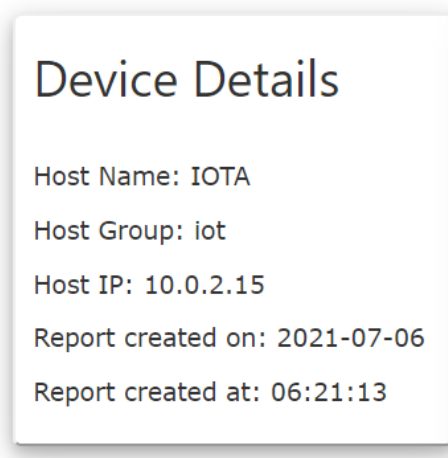 Device Details
Host Name: IOTA
Host Group: iot
Host IP: 10.0.2.15
Report created on: 2021-07-06
Report created at: 06:21:13